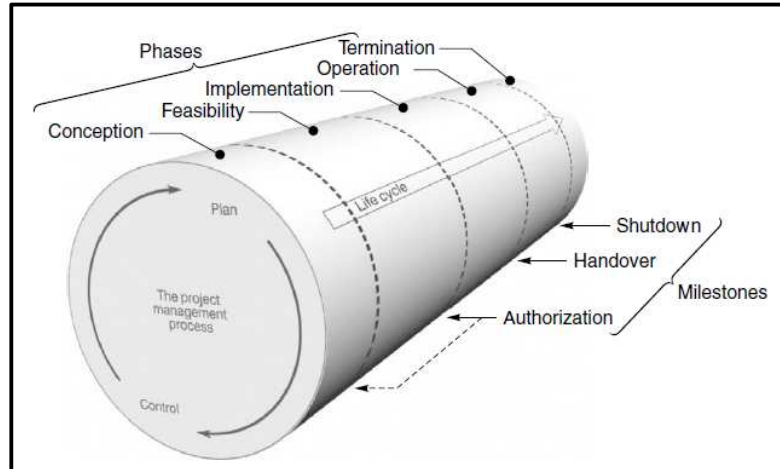 Phases
Termination
Operation
Implementation
Feasibility
Conception
Life cycle
Plan
The project
management
process
Control
Shutdown
Handover
Milestones
Authorization